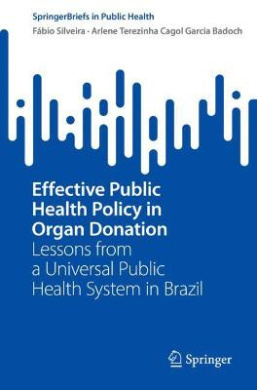 SpringerBriefs in Public Health
Fábio Silveira · Arlene Terezinha Cagol Garcia Badoch
Effective Public
Health Policy in
Organ Donation
Lessons from
a Universal Public
Health System in Brazil
Springer